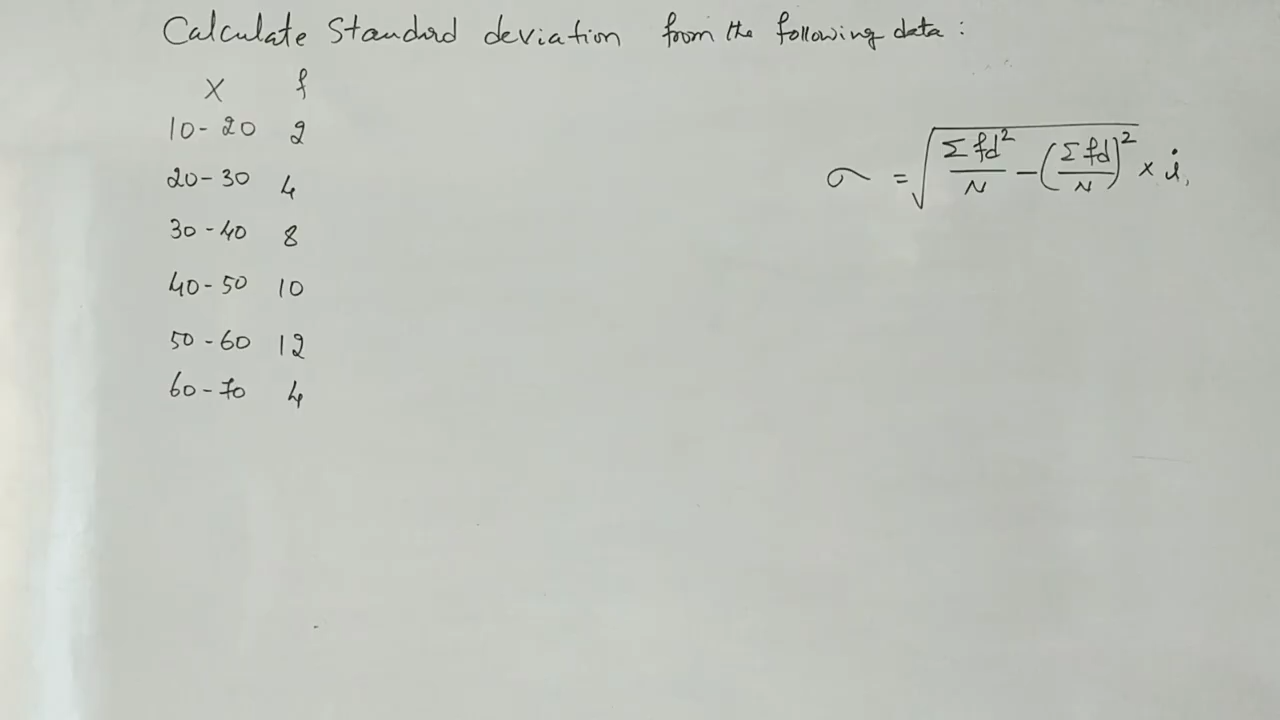 Calculate Standard deviation from the following data :
X f
10-20 2
20-30 4
30-40 8
40-50 10
50-60 12
60-70 4
σ = √(Σfd²/N - (Σfd/N)²) × i